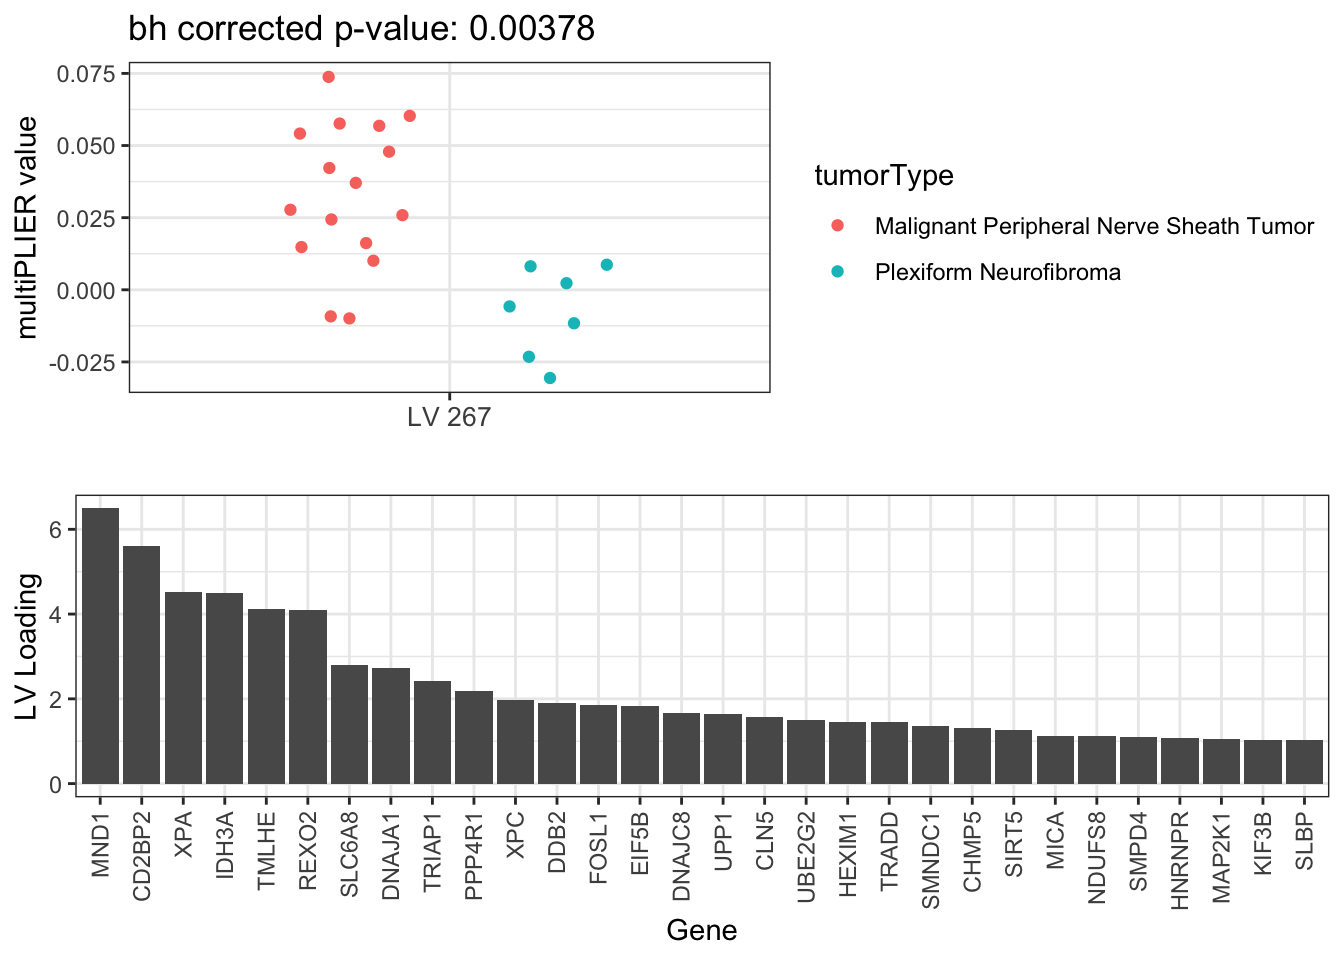 bh corrected p-value: 0.00378
multiPLIER value
0.075
0.050
0.025
0.000
-0.025
LV 267
tumorType
Malignant Peripheral Nerve Sheath Tumor
Plexiform Neurofibroma
LV Loading
6
4
2
0
MND1
CD2BP2
XPA
IDH3A
TMLHE
REXO2
SLC6A8
DNAJA1
TRIAP1
PPP4R1
XPC
DDB2
FOSL1
EIF5B
DNAJC8
UPP1
CLN5
UBE2G2
HEXIM1
TRADD
SMNDC1
CHMP5
SIRT5
MICA
NDUFS8
SMPD4
HNRNPR
MAP2K1
KIF3B
SLBP
Gene